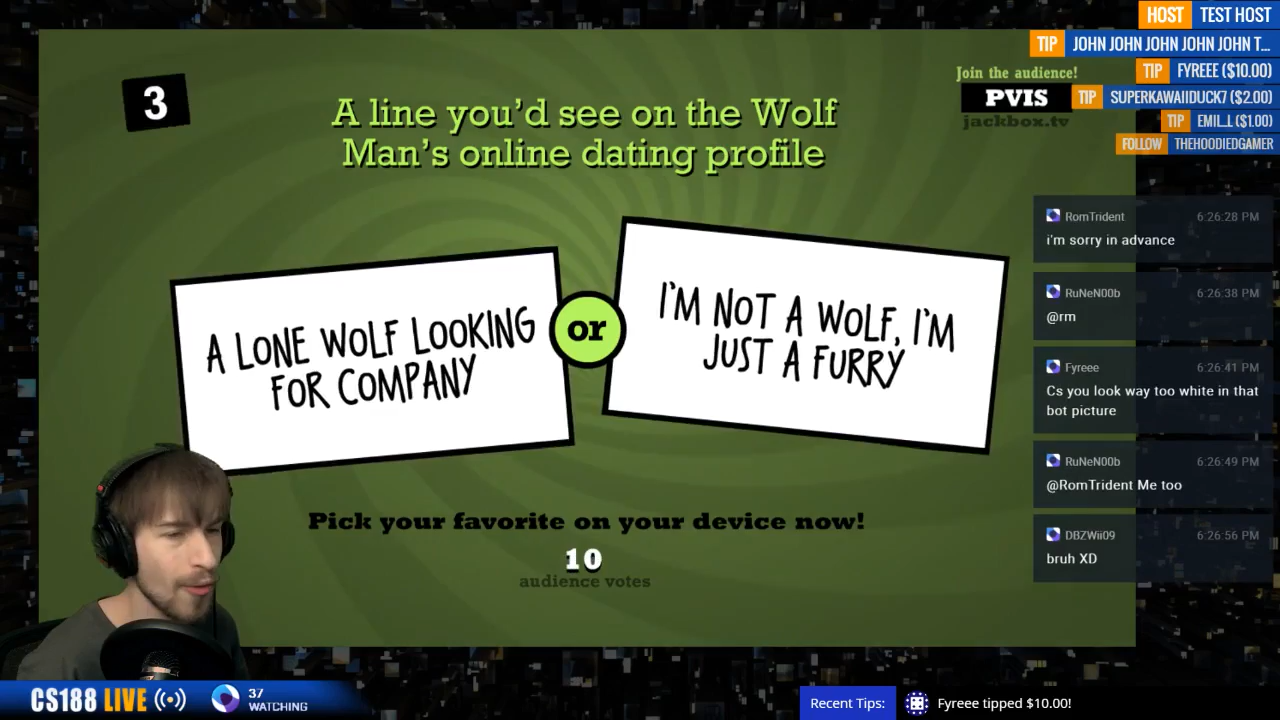 HOST TEST HOST
TIP JOHN JOHN JOHN JOHN JOHN T...
TIP FYREEE ($10.00)
TIP SUPERKAWAIIDUCK7 ($2.00)
TIP EMIL_L ($1.00)
FOLLOW THEHOODIEDGAMER
3
A line you'd see on the Wolf
Man's online dating profile
Join the audience!
PVIS
jackbox.tv
A LONE WOLF LOOKING
FOR COMPANY
or
I'M NOT A WOLF, I'M
JUST A FURRY
Pick your favorite on your device now!
10
audience votes
RomTrident 6:26:28 PM
i'm sorry in advance
RuNeN00b 6:26:38 PM
@rm
Fyreee 6:26:41 PM
Cs you look way too white in that
bot picture
RuNeN00b 6:26:49 PM
@RomTrident Me too
DBZWii09 6:26:56 PM
bruh XD
CS188 LIVE
37
WATCHING
Recent Tips: Fyreee tipped $10.00!